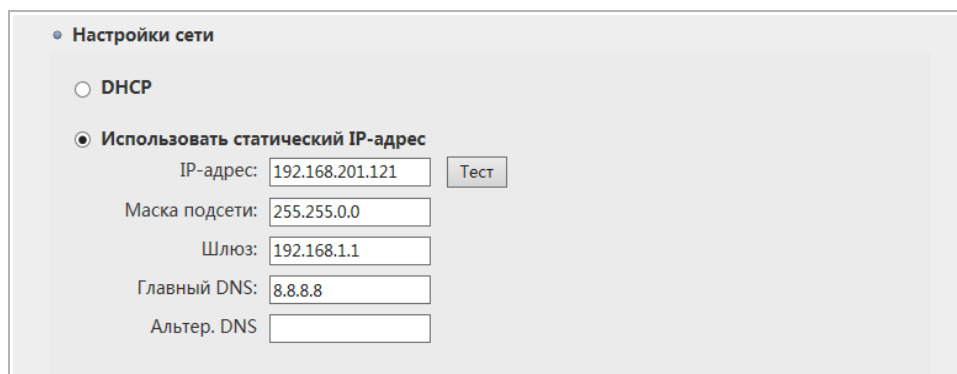 Настройки сети
DHCP
Использовать статический IP-адрес
IP-адрес: 192.168.201.121 Тест
Маска подсети: 255.255.0.0
Шлюз: 192.168.1.1
Главный DNS: 8.8.8.8
Альтер. DNS